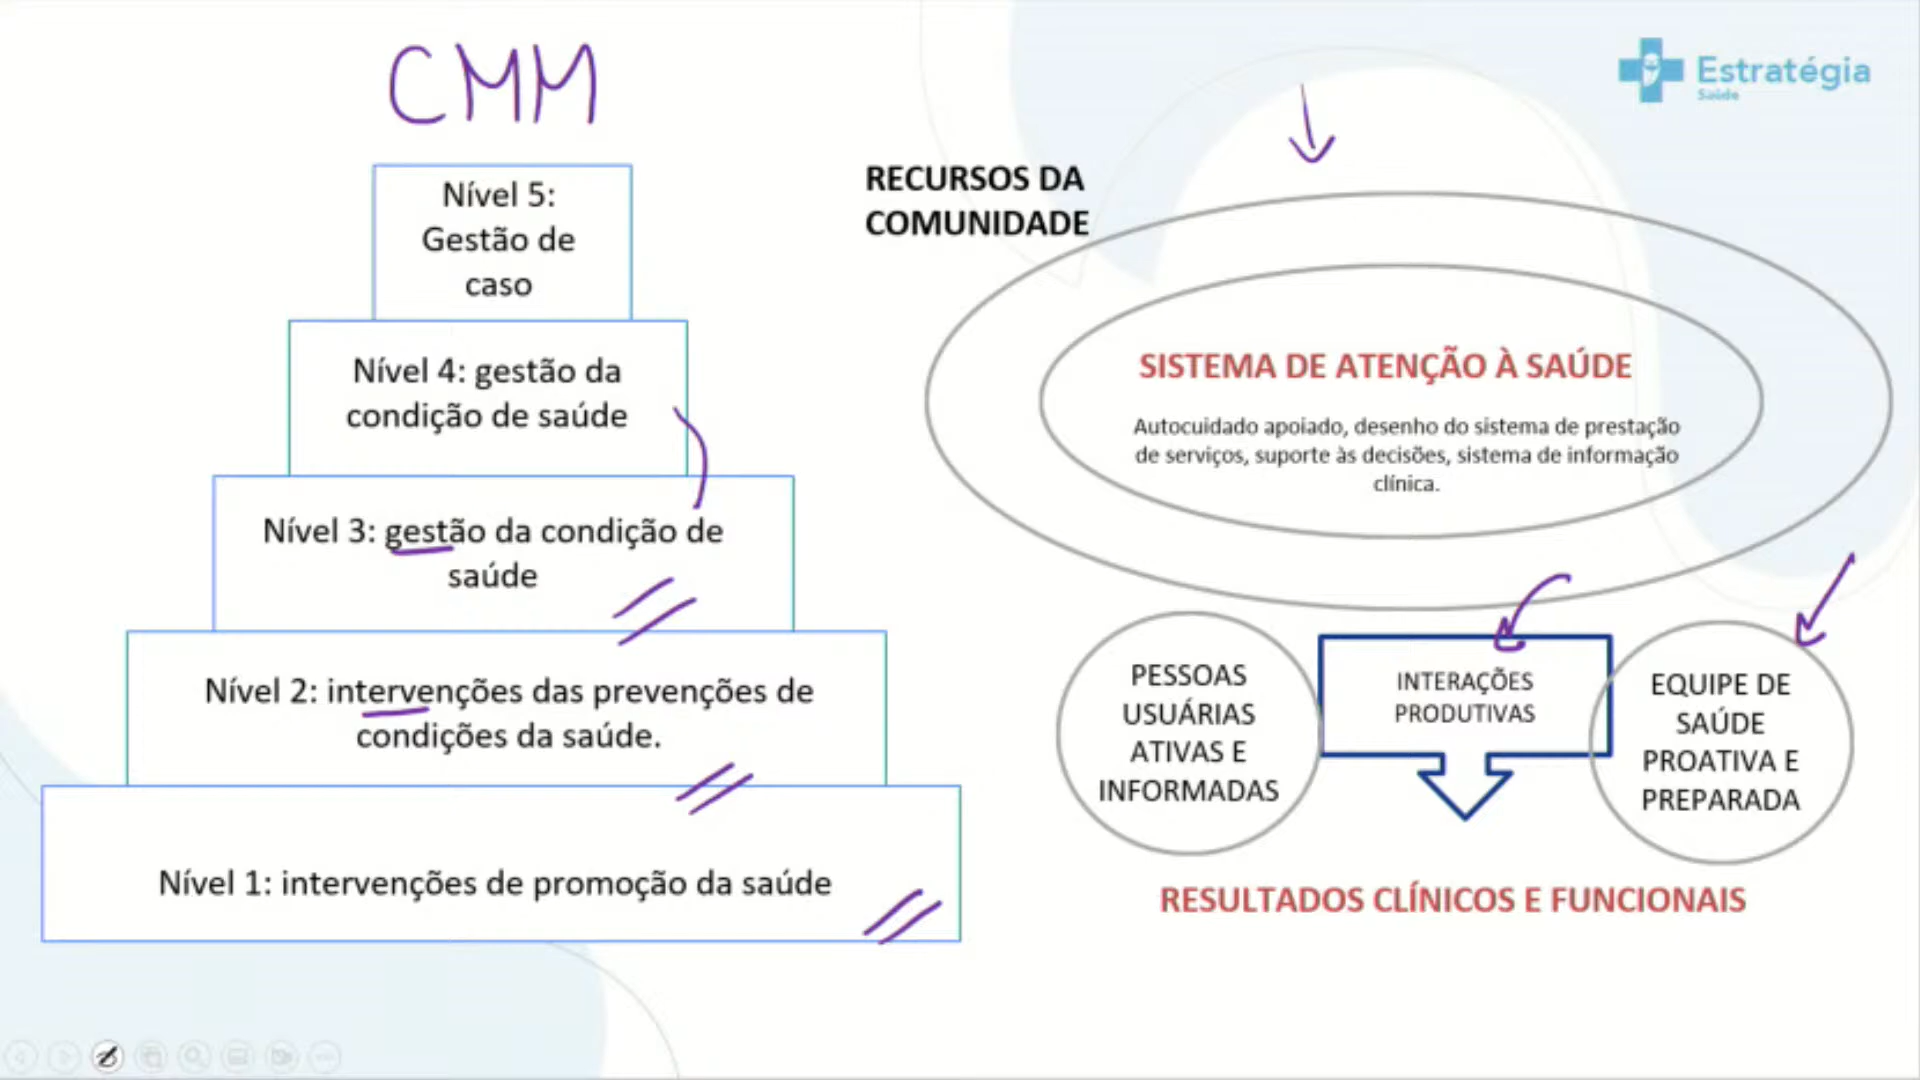 CMM
Nível 5:
Gestão de
caso
Nível 4: gestão da
condição de saúde
Nível 3: gestão da condição de
saúde
Nível 2: intervenções das prevenções de
condições da saúde.
Nível 1: intervenções de promoção da saúde
Estratégia
Saúde
RECURSOS DA
COMUNIDADE
SISTEMA DE ATENÇÃO À SAÚDE
Autocuidado apoiado, desenho do sistema de prestação
de serviços, suporte às decisões, sistema de informação
clínica.
PESSOAS
USUÁRIAS
ATIVAS E
INFORMADAS
INTERAÇÕES
PRODUTIVAS
EQUIPE DE
SAÚDE
PROATIVA E
PREPARADA
RESULTADOS CLÍNICOS E FUNCIONAIS